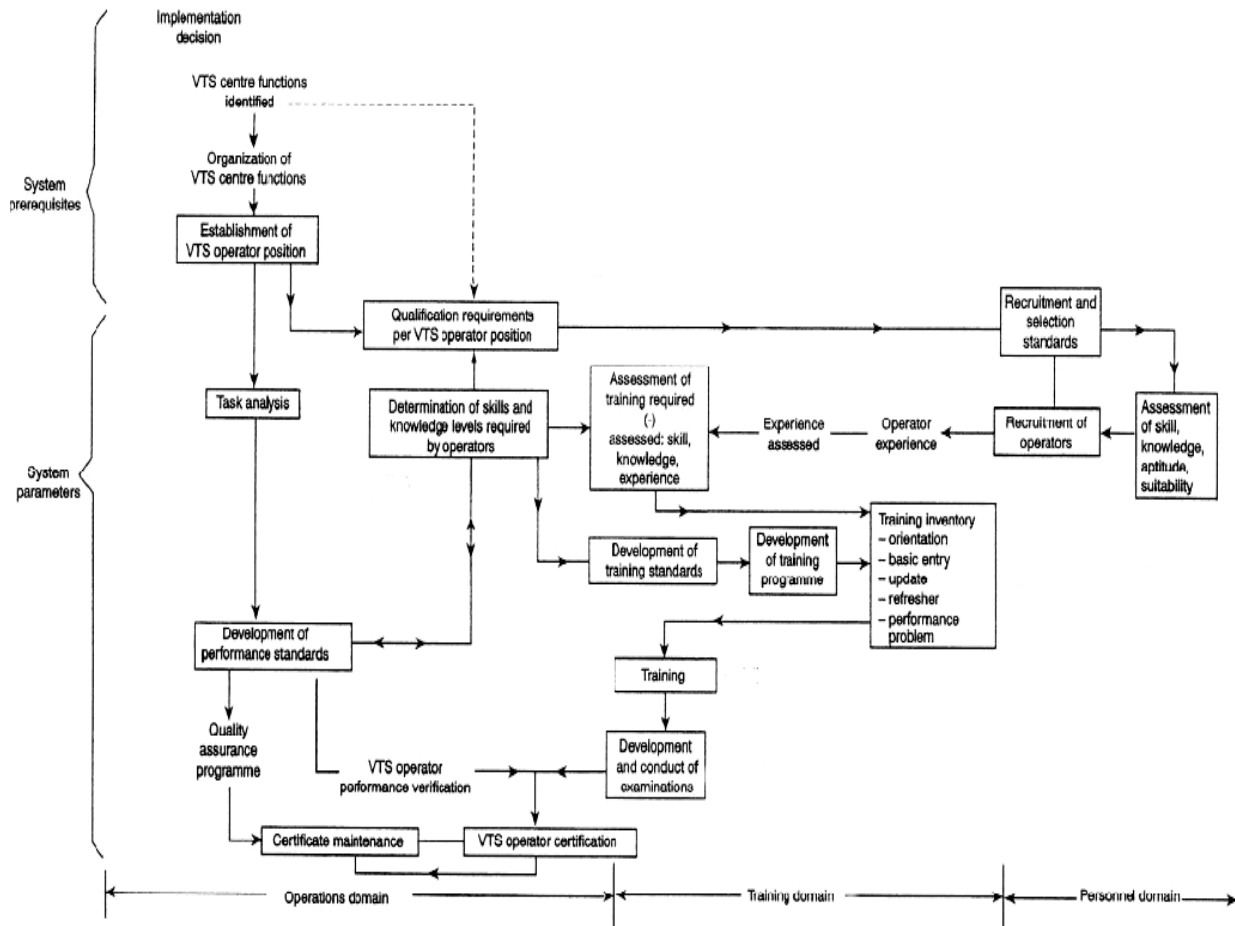 Implementation
decision
VTS centre functions
identified
Organization of
VTS centre functions
System
prerequisites
Establishment of
VTS operator position
Qualification requirements
per VTS operator position
Recruitment and
selection
standards
Task analysis
Determination of skills and
knowledge levels required
by operators
Assessment of
training required
(-)
assessed: skill,
knowledge,
experience
Experience
assessed
Operator
experience
Recruitment of
operators
Assessment
of skill,
knowledge,
aptitude,
suitability
System
parameters
Training inventory
– orientation
– basic entry
– update
– refresher
– performance
problem
Development of
training standards
Development
of training
programme
Development of
performance standards
Training
Quality
assurance
programme
VTS operator
performance verification
Development
and conduct of
examinations
Certificate maintenance
VTS operator certification
Operations domain
Training domain
Personnel domain